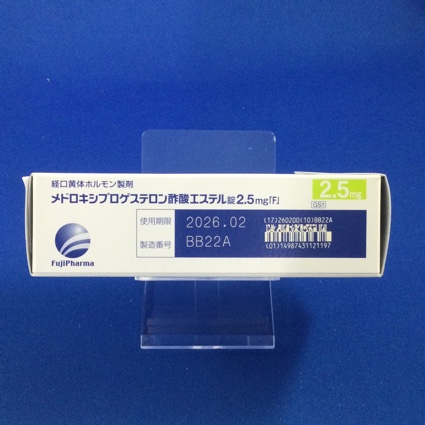 経口黄体ホルモン製剤
メドロキシプロゲステロン酢酸エステル錠2.5mg「F」
2.5mg
GS1
使用期限 2026.02
製造番号 BB22A
(17)260200(10)BB22A
(01)14987431121197
FujiPharma